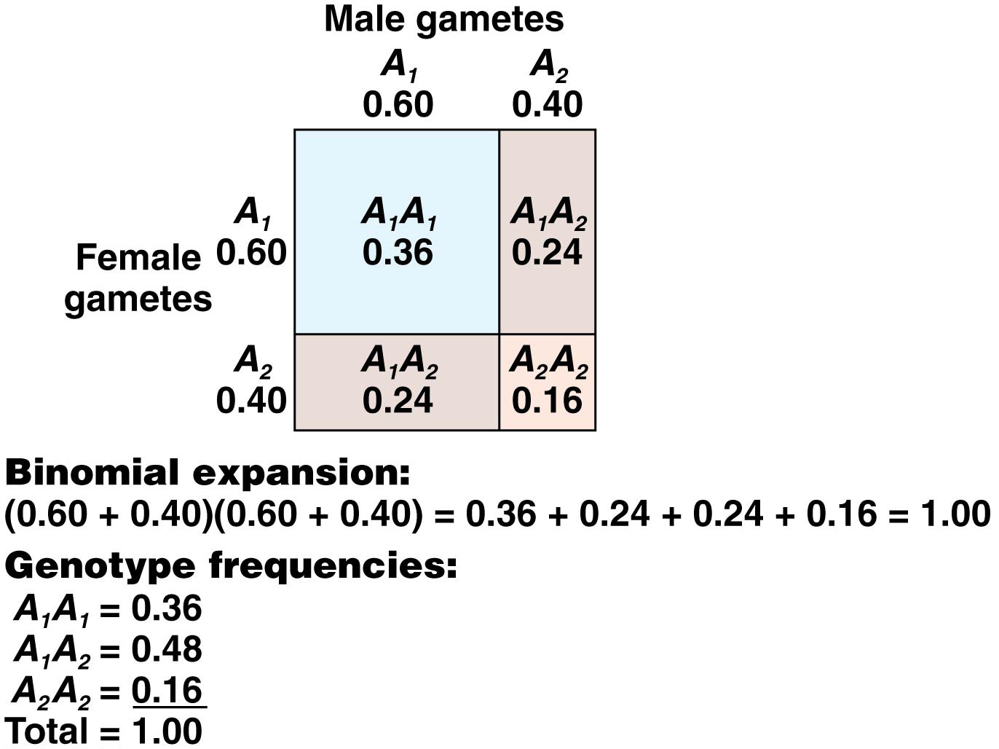 Male gametes
A₁ A₂
0.60 0.40
A₁ A₁A₁ A₁A₂
Female 0.60 0.36 0.24
gametes
A₂ A₁A₂ A₂A₂
0.40 0.24 0.16
Binomial expansion:
(0.60 + 0.40)(0.60 + 0.40) = 0.36 + 0.24 + 0.24 + 0.16 = 1.00
Genotype frequencies:
A₁A₁ = 0.36
A₁A₂ = 0.48
A₂A₂ = 0.16
Total = 1.00